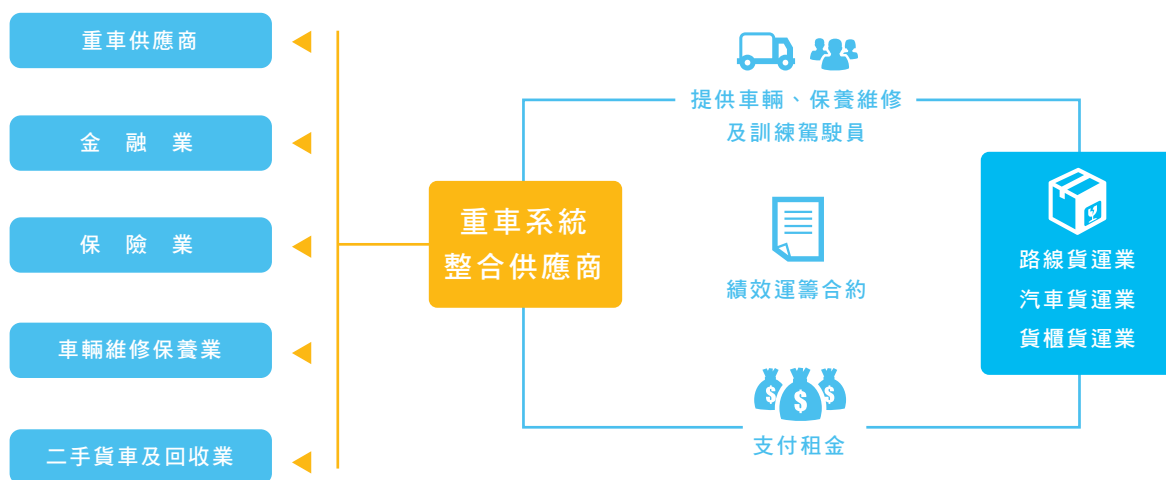 重車供應商
金融業
保險業
車輛維修保養業
二手貨車及回收業
重車系統
整合供應商
提供車輛、保養維修
及訓練駕駛員
績效運籌合約
$ $ $
支付租金
路線貨運業
汽車貨運業
貨櫃貨運業